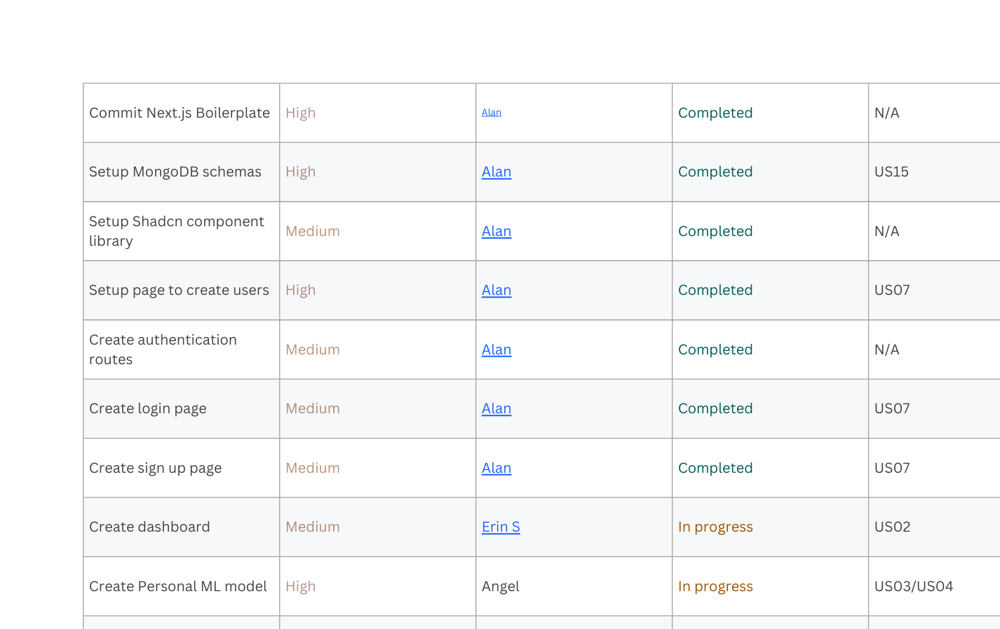 Commit Next.js Boilerplate High Alan Completed N/A
Setup MongoDB schemas High Alan Completed US15
Setup Shadcn component
library Medium Alan Completed N/A
Setup page to create users High Alan Completed US07
Create authentication
routes Medium Alan Completed N/A
Create login page Medium Alan Completed US07
Create sign up page Medium Alan Completed US07
Create dashboard Medium Erin S In progress US02
Create Personal ML model High Angel In progress US03/US04